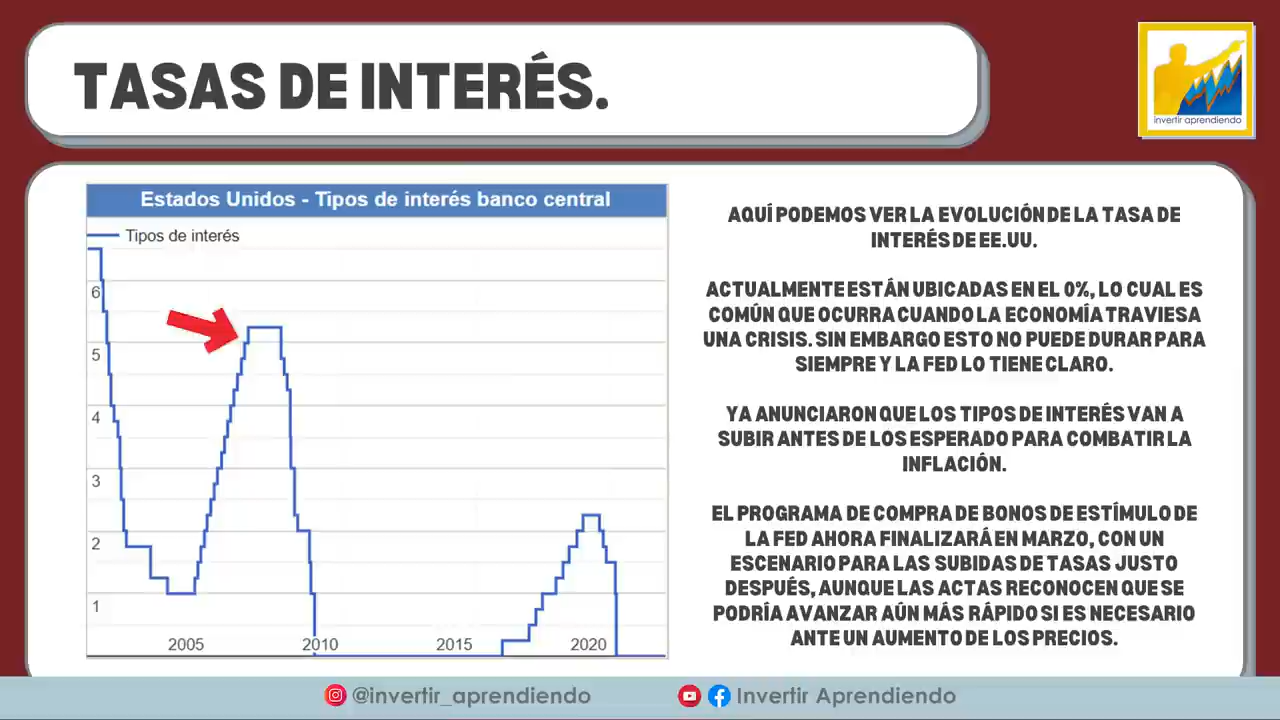 TASAS DE INTERÉS.
invertir aprendiendo
Estados Unidos - Tipos de interés banco central
Tipos de interés
6
5
4
3
2
1
2005 2010 2015 2020
AQUÍ PODEMOS VER LA EVOLUCIÓN DE LA TASA DE
INTERÉS DE EE.UU.
ACTUALMENTE ESTÁN UBICADAS EN EL 0%, LO CUAL ES
COMÚN QUE OCURRA CUANDO LA ECONOMÍA TRAVIESA
UNA CRISIS. SIN EMBARGO ESTO NO PUEDE DURAR PARA
SIEMPRE Y LA FED LO TIENE CLARO.
YA ANUNCIARON QUE LOS TIPOS DE INTERÉS VAN A
SUBIR ANTES DE LOS ESPERADO PARA COMBATIR LA
INFLACIÓN.
EL PROGRAMA DE COMPRA DE BONOS DE ESTÍMULO DE
LA FED AHORA FINALIZARÁ EN MARZO, CON UN
ESCENARIO PARA LAS SUBIDAS DE TASAS JUSTO
DESPUÉS, AUNQUE LAS ACTAS RECONOCEN QUE SE
PODRÍA AVANZAR AÚN MÁS RÁPIDO SI ES NECESARIO
ANTE UN AUMENTO DE LOS PRECIOS.
@invertir_aprendiendo
Invertir Aprendiendo